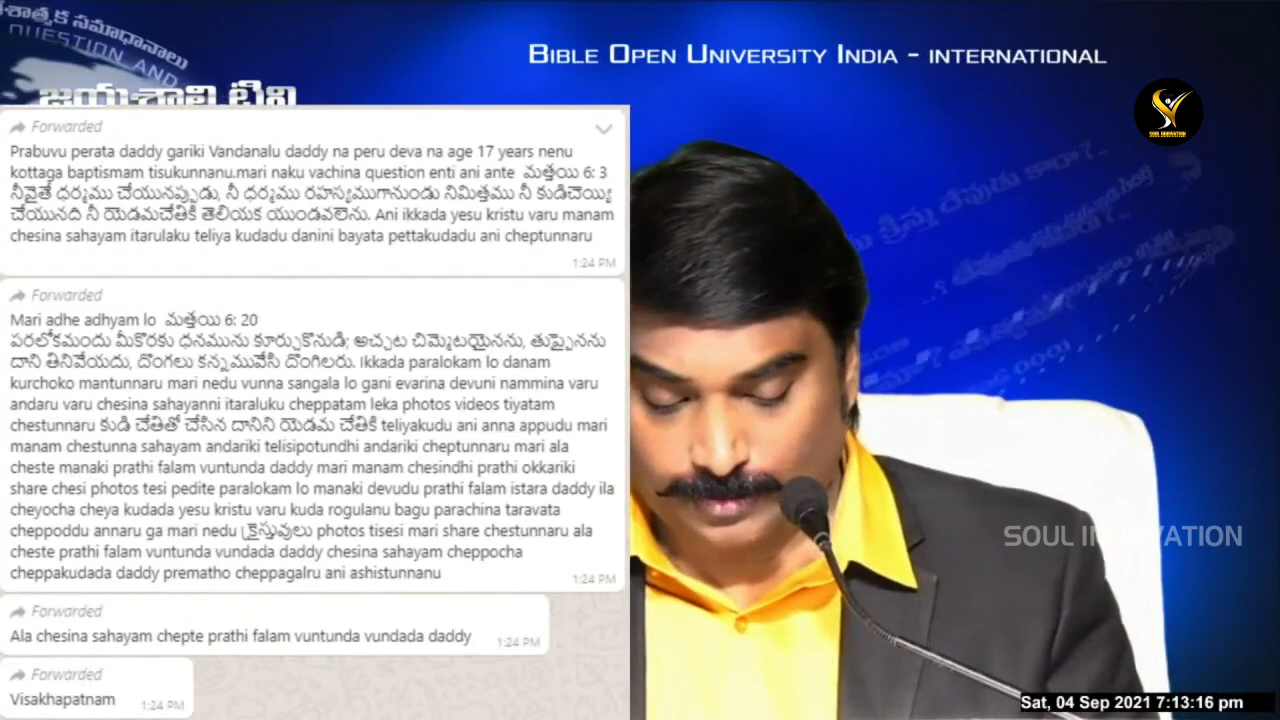 శాత్మక సమాధానాలు
QUESTION AND
జయశాలి టీవి
BIBLE OPEN UNIVERSITY INDIA - INTERNATIONAL
SOUL INNOVATION
Forwarded
Prabuvu perata daddy gariki Vandanalu daddy na peru deva na age 17 years nenu
kottaga baptismam tisukunnanu.mari naku vachina question enti ani ante మత్తయి 6: 3
నీవైతే ధర్మము చేయునప్పుడు, నీ ధర్మము రహస్యముగానుండు నిమిత్తము నీ కుడిచెయ్యి
చేయునది నీ యెడమచేతికి తెలియక యుండవలెను. Ani ikkada yesu kristu varu manam
chesina sahayam itarulaku teliya kudadu danini bayata pettakudadu ani cheptunnaru
1:24 PM
Forwarded
Mari adhe adhyam lo మత్తయి 6: 20
పరలోకమందు మీకొరకు ధనమును కూర్చుకొనుడి; అచ్చట చిమ్మెటయైనను, తుప్పైనను
దాని తినివేయదు, దొంగలు కన్నమువేసి దొంగిలరు. Ikkada paralokam lo danam
kurchoko mantunnaru mari nedu vunna sangala lo gani evarina devuni nammina varu
andaru varu chesina sahayanni itaraluku cheppatam leka photos videos tiyatam
chestunnaru కుడి చేతితో చేసిన దానిని యెడమ చేతికి teliyakudu ani anna appudu mari
manam chestunna sahayam andariki telisipotundhi andariki cheptunnaru mari ala
cheste manaki prathi falam vuntunda daddy mari manam chesindhi prathi okkariki
share chesi photos tesi pedite paralokam lo manaki devudu prathi falam istara daddy ila
cheyocha cheya kudada yesu kristu varu kuda rogulanu bagu parachina taravata
cheppoddu annaru ga mari nedu క్రైస్తవులు photos tisesi mari share chestunnaru ala
cheste prathi falam vuntunda vundada daddy chesina sahayam cheppocha
cheppakudada daddy prematho cheppagalru ani ashistunnanu
1:24 PM
Forwarded
Ala chesina sahayam chepte prathi falam vuntunda vundada daddy
1:24 PM
Forwarded
Visakhapatnam
1:24 PM
SOUL INNOVATION
Sat, 04 Sep 2021 7:13:16 pm